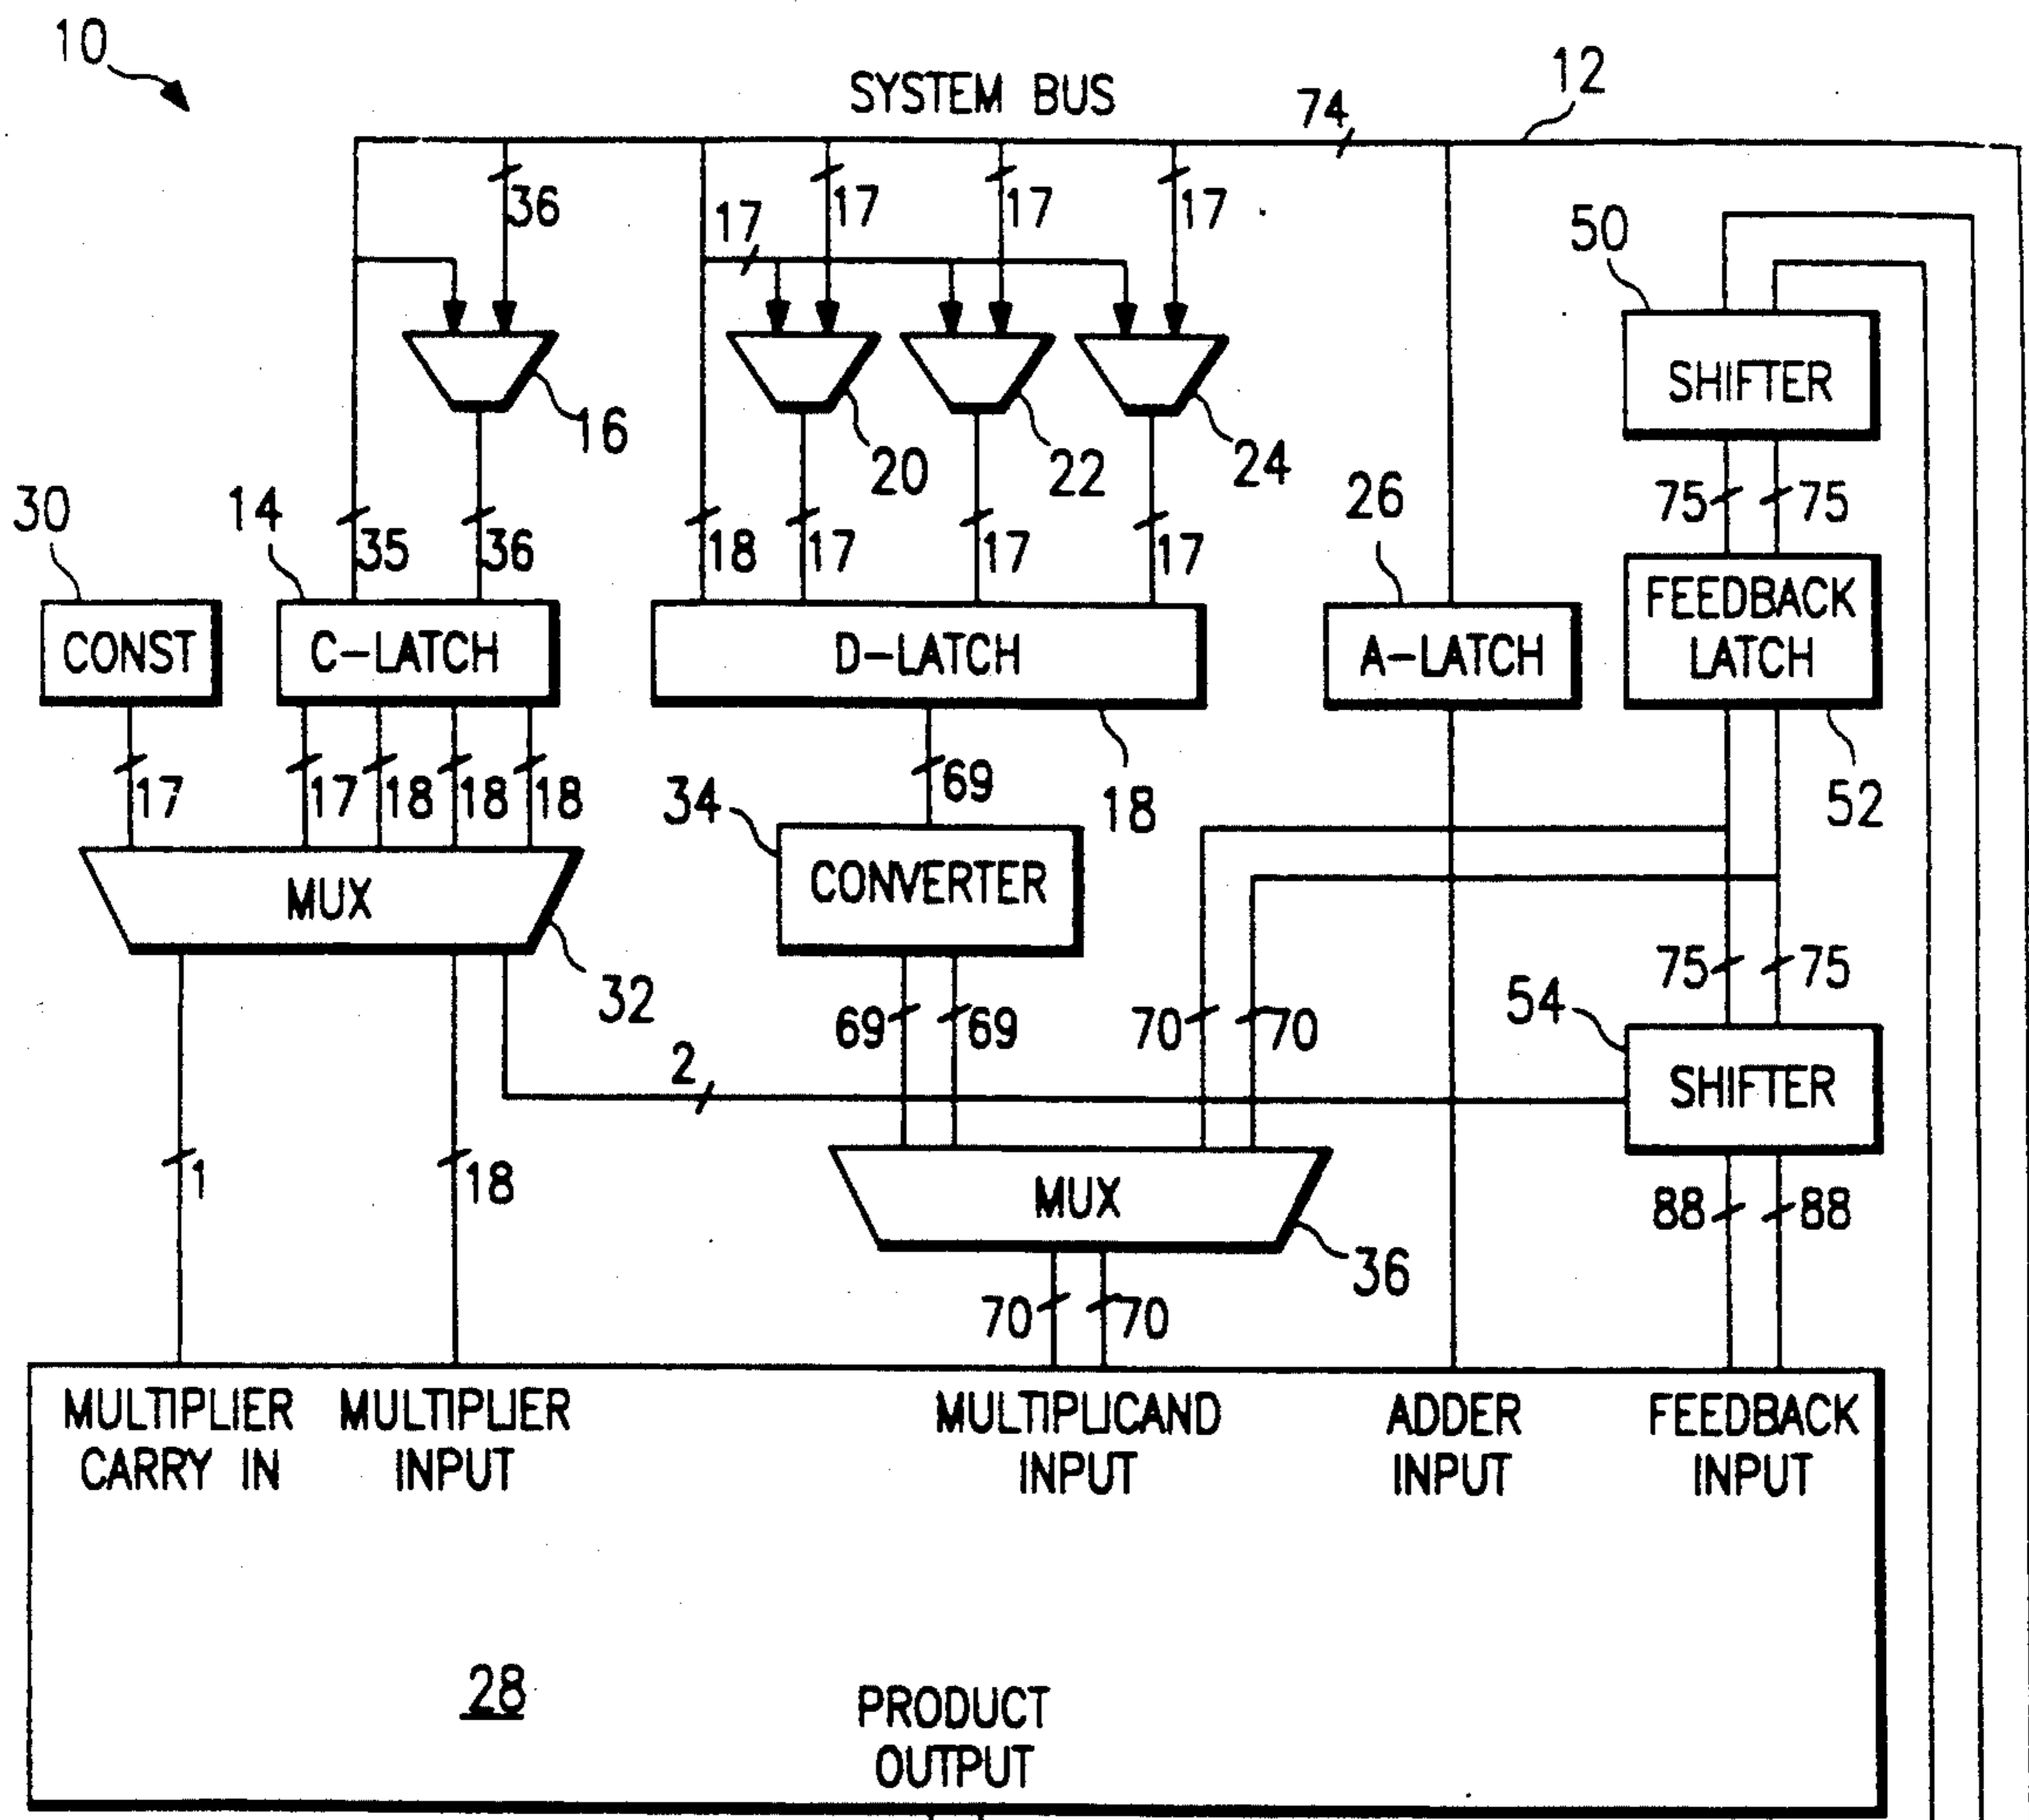 10
SYSTEM BUS
74
12
36
17
17
17
17
50
SHIFTER
16
20
22
24
30
14
26
35
36
18
17
17
17
75
75
CONST
C-LATCH
D-LATCH
A-LATCH
FEEDBACK
LATCH
17
17
18
18
18
69
18
52
34
CONVERTER
MUX
32
69
69
70
70
75
75
54
2
SHIFTER
1
18
MUX
36
88
88
70
70
MULTIPLIER
CARRY IN
MULTIPLIER
INPUT
MULTIPLICAND
INPUT
ADDER
INPUT
FEEDBACK
INPUT
28
PRODUCT
OUTPUT